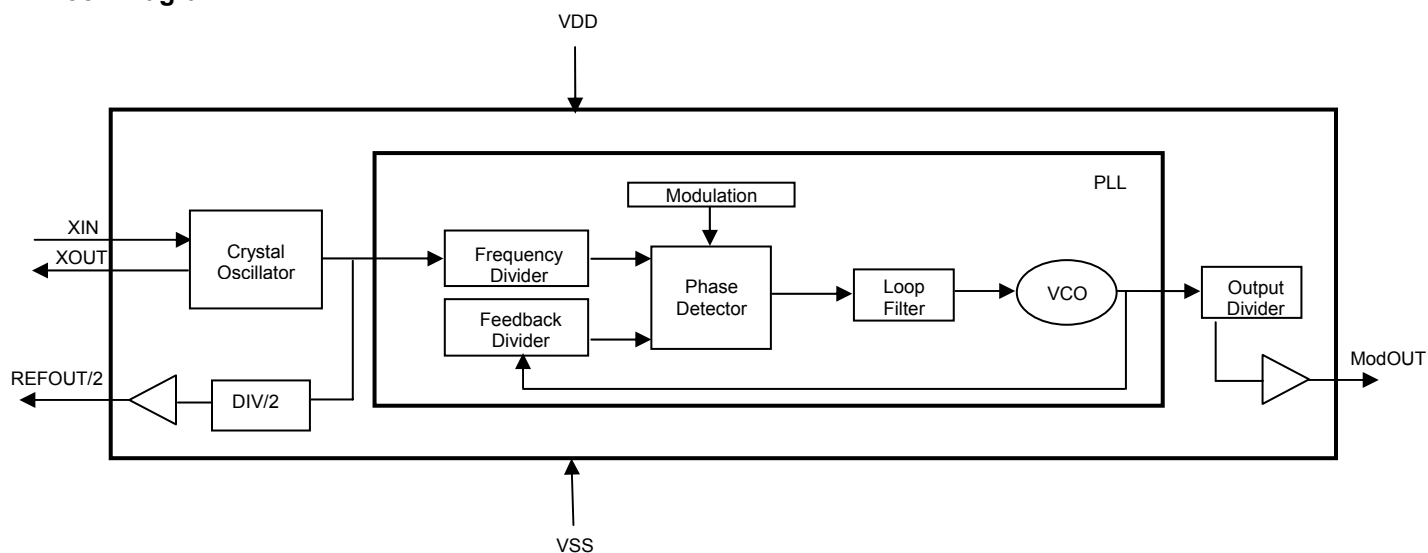 VDD
PLL
Modulation
XIN
XOUT
Crystal
Oscillator
Frequency
Divider
Phase
Detector
Loop
Filter
VCO
Output
Divider
Feedback
Divider
ModOUT
REFOUT/2
DIV/2
VSS